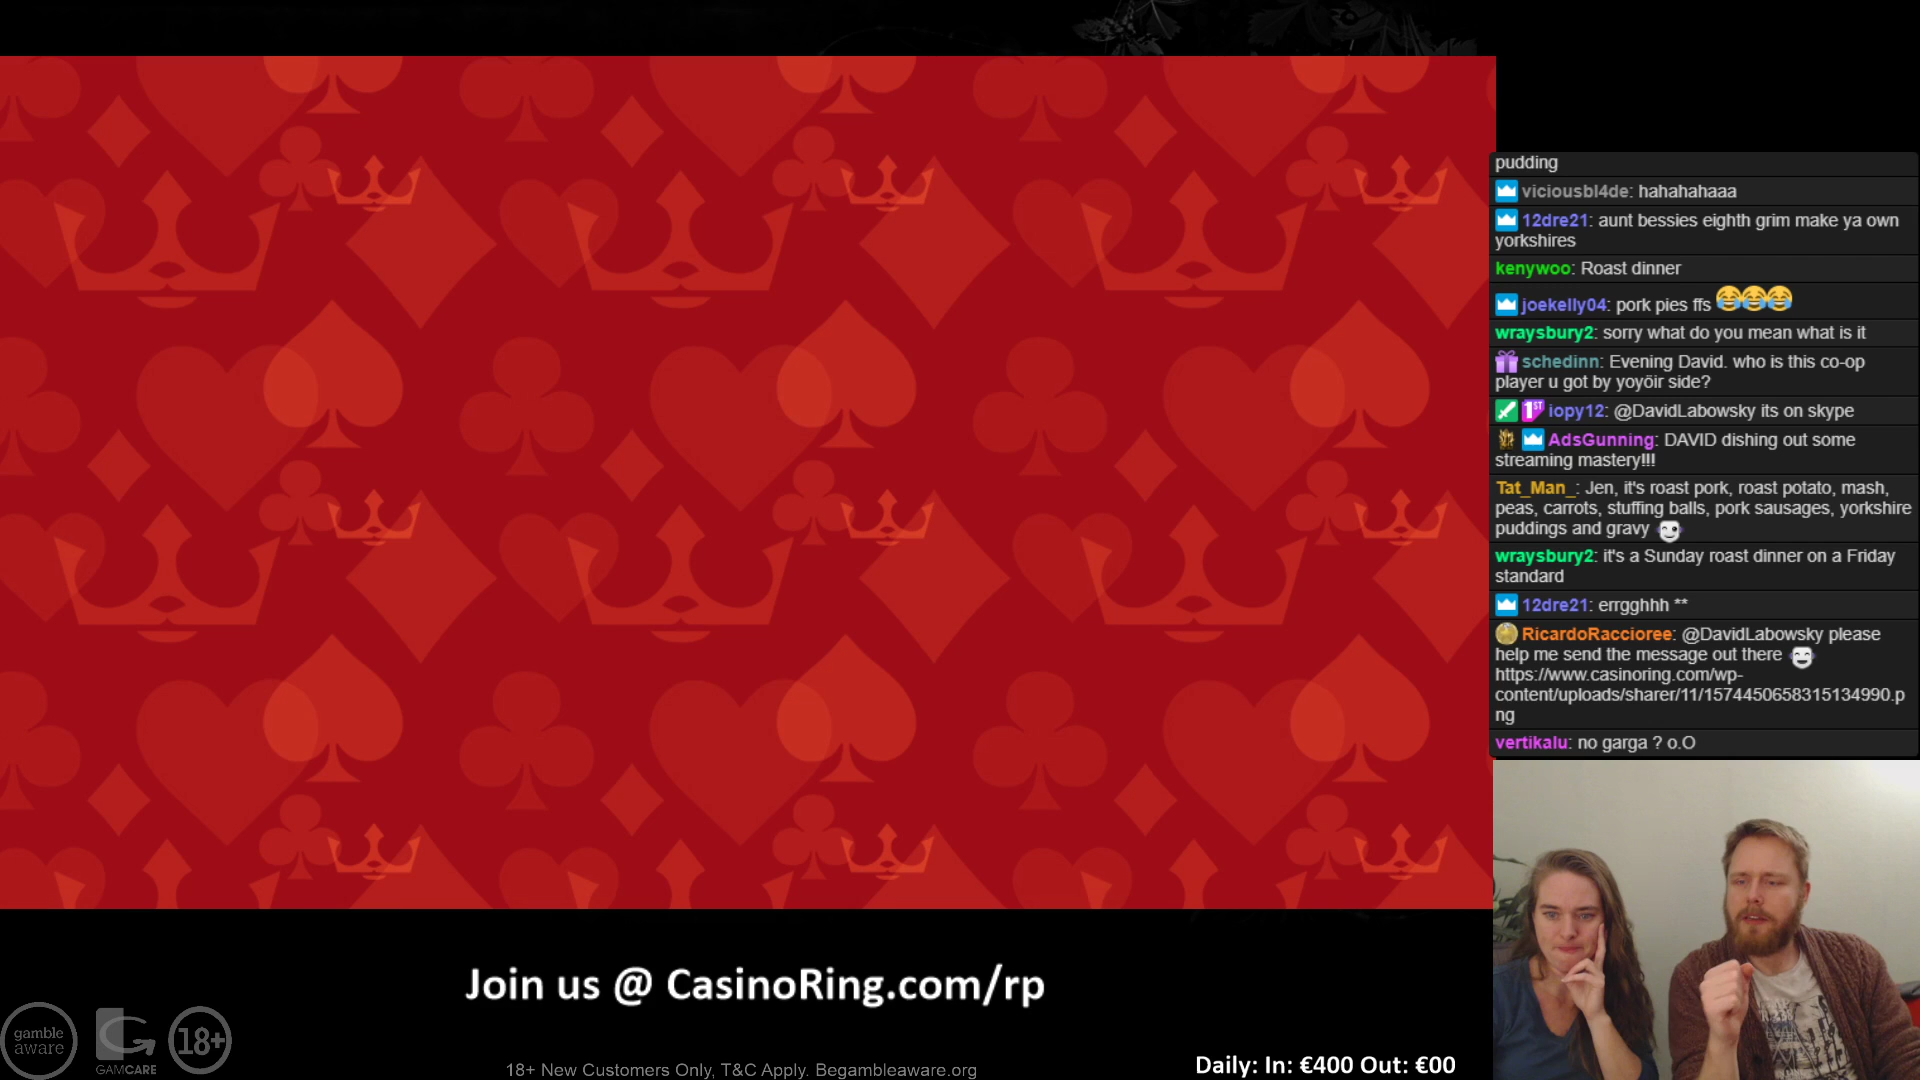 pudding
viciousbl4de: hahahahaaa
12dre21: aunt bessies eighth grim make ya own
yorkshires
kenywoo: Roast dinner
joekelly04: pork pies ffs 😂😂😂
wraysbury2: sorry what do you mean what is it
schedinn: Evening David. who is this co-op
player u got by yoyöir side?
1ST iopy12: @DavidLabowsky its on skype
AdsGunning: DAVID dishing out some
streaming mastery!!!
Tat_Man_: Jen, it's roast pork, roast potato, mash,
peas, carrots, stuffing balls, pork sausages, yorkshire
puddings and gravy
wraysbury2: it's a Sunday roast dinner on a Friday
standard
12dre21: errgghhh **
RicardoRaccioree: @DavidLabowsky please
help me send the message out there
https://www.casinoring.com/wp-
content/uploads/sharer/11/1574450658315134990.p
ng
vertikalu: no garga ? o.O
Join us @ CasinoRing.com/rp
gamble
aware
GAMCARE
18+
18+ New Customers Only, T&C Apply. Begambleaware.org
Daily: In: €400 Out: €00